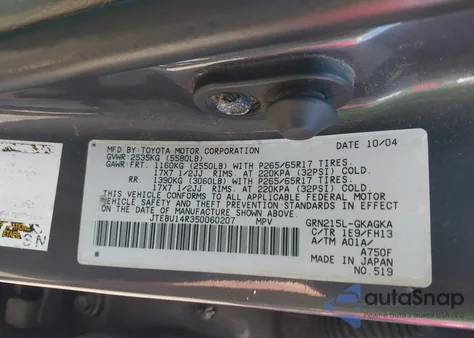 MFD BY:TOYOTA MOTOR CORPORATION DATE 10/04
GVWR:2535KG (5580LB)
GAWR:FRT. 1160KG (2550LB) WITH P265/65R17 TIRES.
17X7 1/2JJ RIMS. AT 220KPA (32PSI) COLD
RR. 1390KG (3060LB) WITH P265/65R17 TIRES.
17X7 1/2JJ RIMS. AT 220KPA (32PSI) COLD
THIS VEHICLE CONFORMS TO ALL APPLICABLE FEDERAL MOTOR
VEHICLE SAFETY AND THEFT PREVENTION STANDARDS IN EFFECT
ON THE DATE OF MANUFACTURE SHOWN ABOVE.
JTEBU14R350060207 MPV GRN215L-GKAGKA
C/TR 1E9/FH13
A/TM A01A/
A750F
MADE IN JAPAN
NO.519
NS
autoSnap